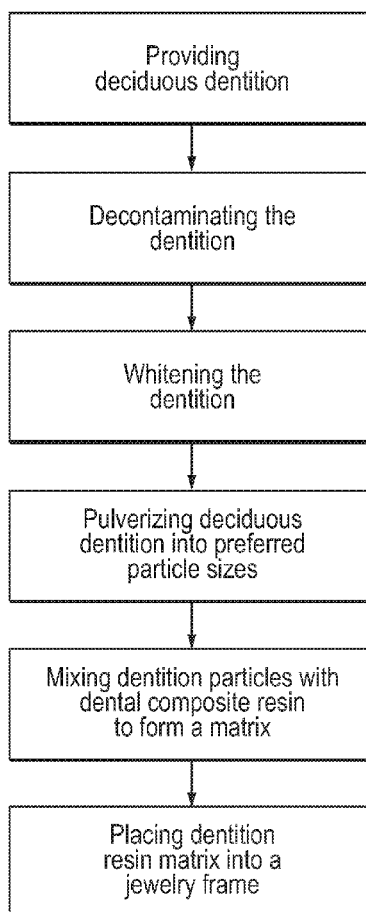 Providing
deciduous dentition
Decontaminating the
dentition
Whitening the
dentition
Pulverizing deciduous
dentition into preferred
particle sizes
Mixing dentition particles with
dental composite resin
to form a matrix
Placing dentition
resin matrix into a
jewelry frame